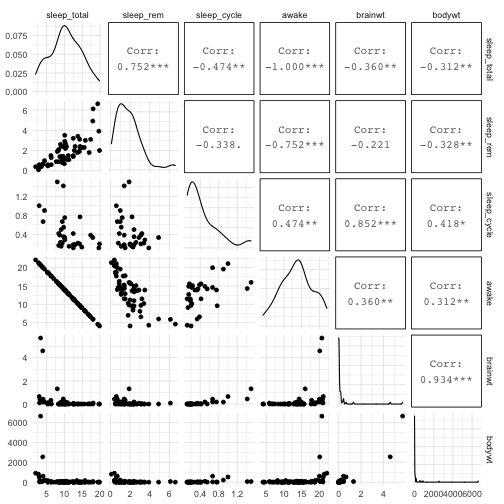 sleep_total sleep_rem sleep_cycle awake brainwt bodywt
0.075
0.050
0.025
0.000
Corr:
0.752***
Corr:
-0.474**
Corr:
-1.000***
Corr:
-0.360**
Corr:
-0.312**
sleep_total
6
4
2
0
Corr:
-0.338.
Corr:
-0.752***
Corr:
-0.221
Corr:
-0.328**
sleep_rem
1.2
0.8
0.4
Corr:
0.474**
Corr:
0.852***
Corr:
0.418*
sleep_cycle
20
15
10
5
Corr:
0.360**
Corr:
0.312**
awake
4
2
0
Corr:
0.934***
brainwt
6000
4000
2000
0
bodywt
5 10 15 20 0 2 4 6 0.4 0.8 1.2 5 10 15 20 0 2 4 0 200040006000